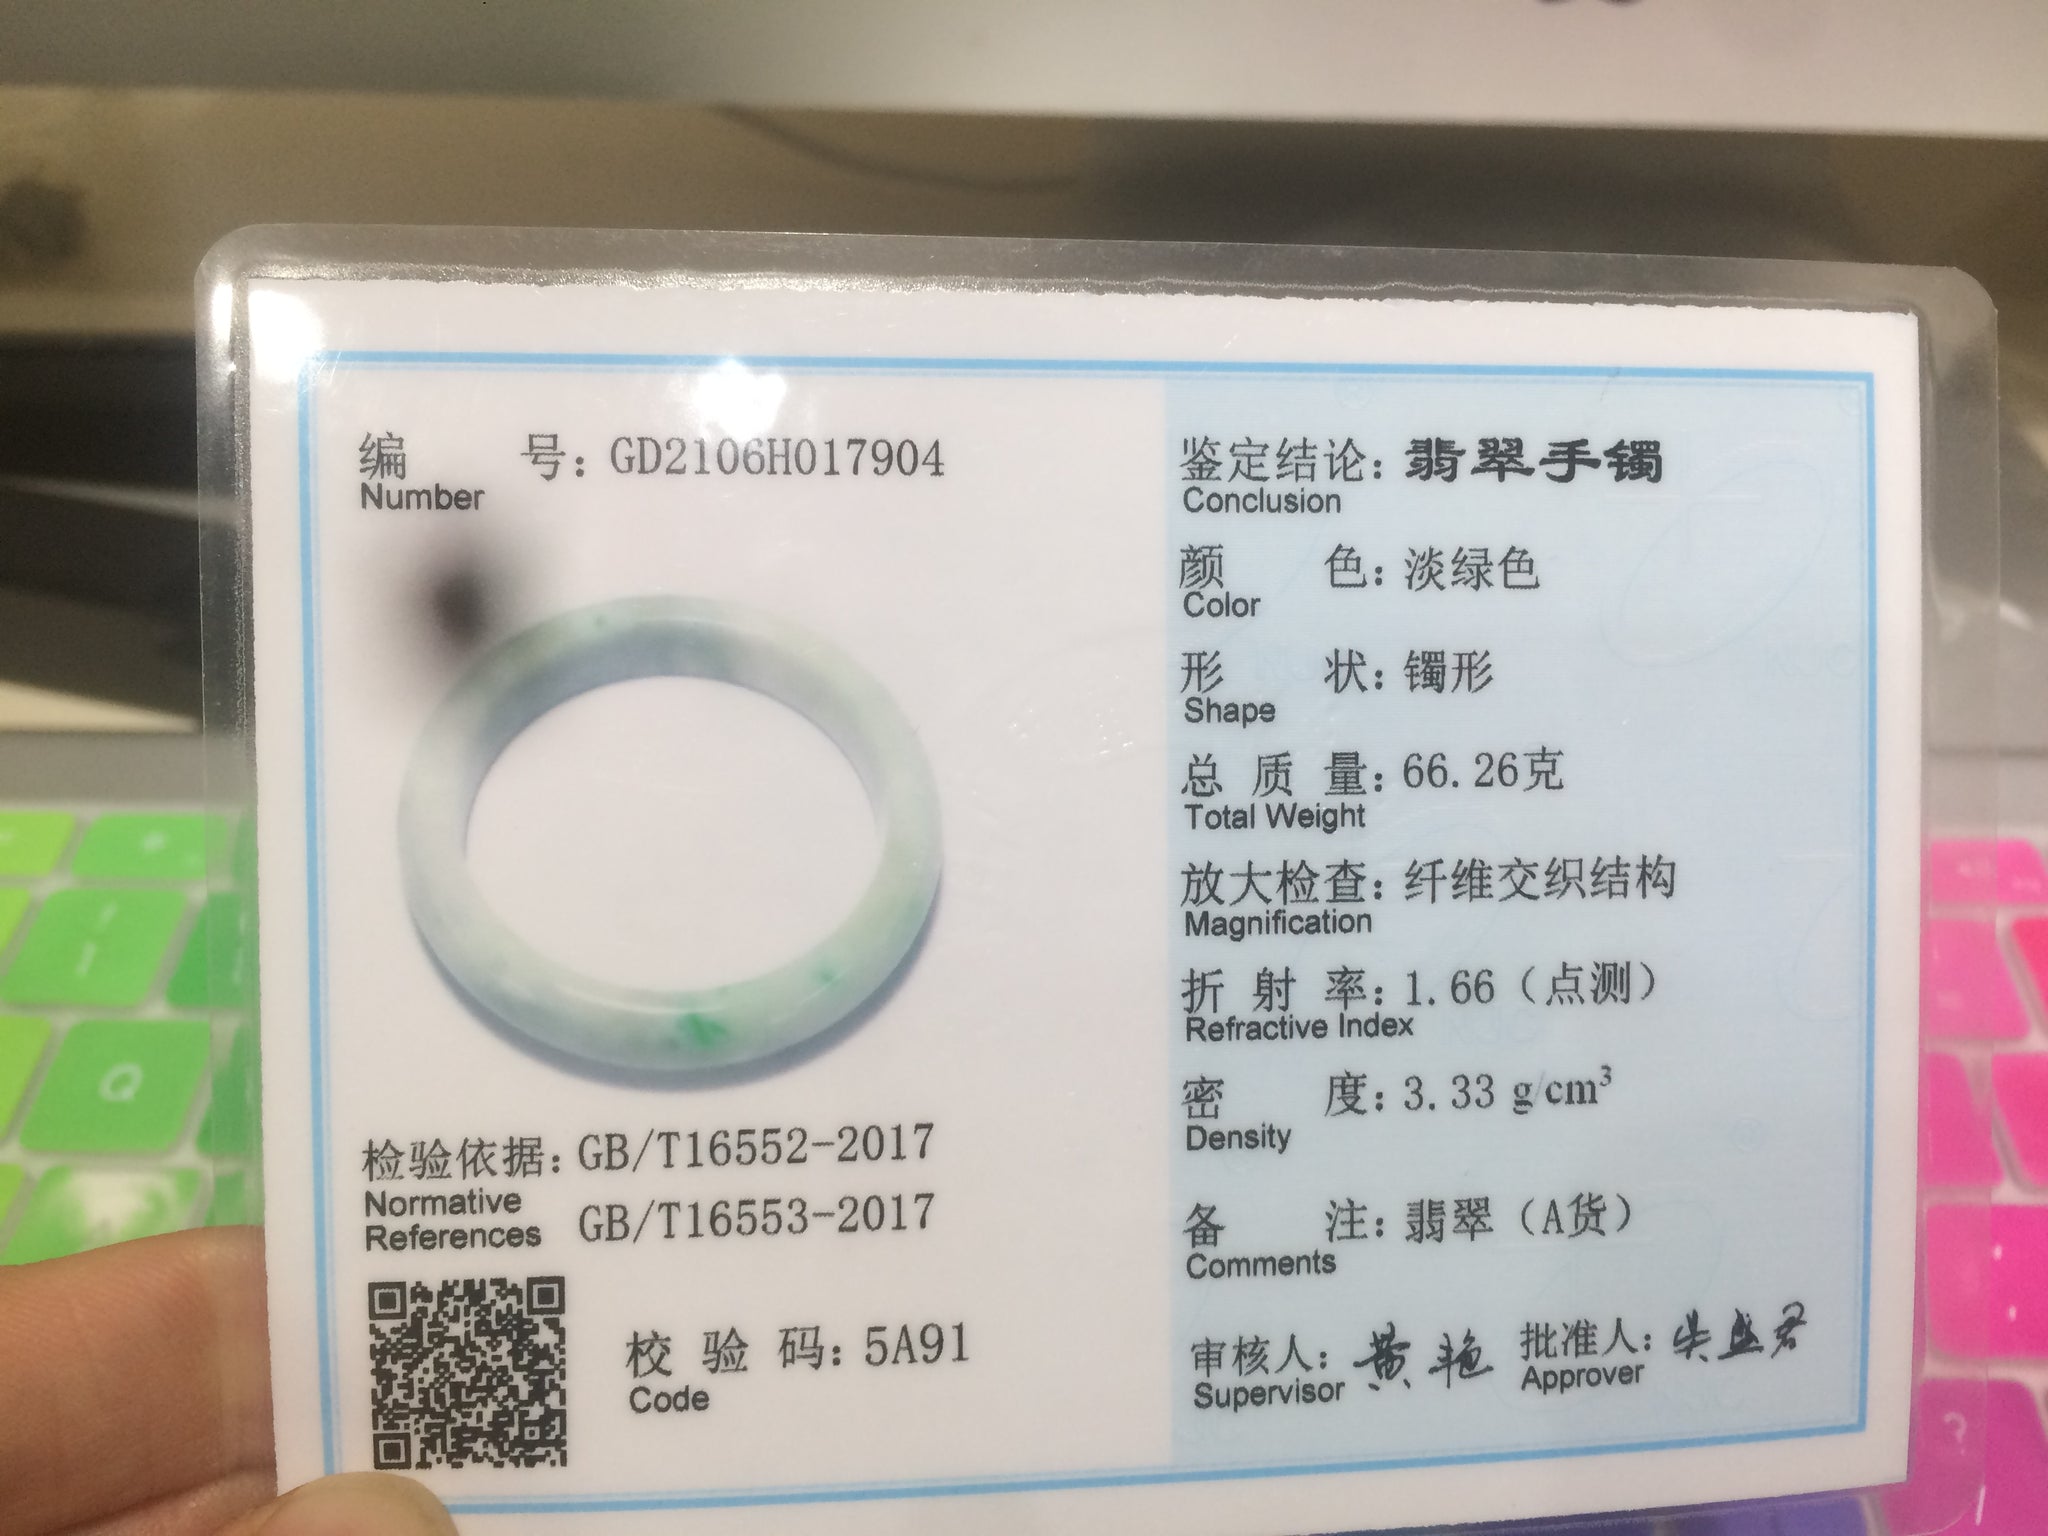 编 号: GD2106H017904
Number
检验依据: GB/T16552-2017
Normative
References GB/T16553-2017
校 验 码: 5A91
Code
鉴定结论: 翡翠手镯
Conclusion
颜 色: 淡绿色
Color
形 状: 镯形
Shape
总 质 量: 66.26克
Total Weight
放大检查: 纤维交织结构
Magnification
折 射 率: 1.66（点测）
Refractive Index
密 度: 3.33 g/cm³
Density
备 注: 翡翠（A货）
Comments
审核人: 黄艳 批准人:
Supervisor Approver
Q
?